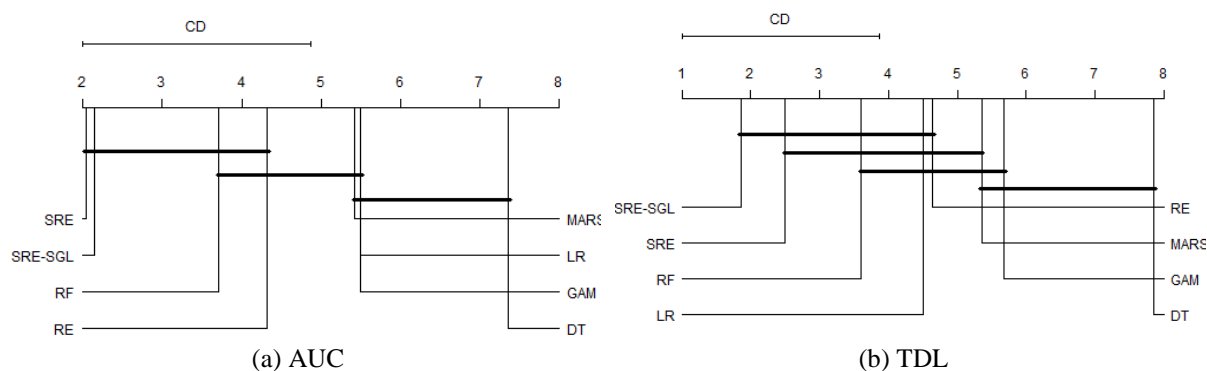 CD
2 3 4 5 6 7 8
SRE
SRE-SGL
RF
RE
MARS
LR
GAM
DT
(a) AUC
CD
1 2 3 4 5 6 7 8
SRE-SGL
SRE
RF
LR
RE
MARS
GAM
DT
(b) TDL